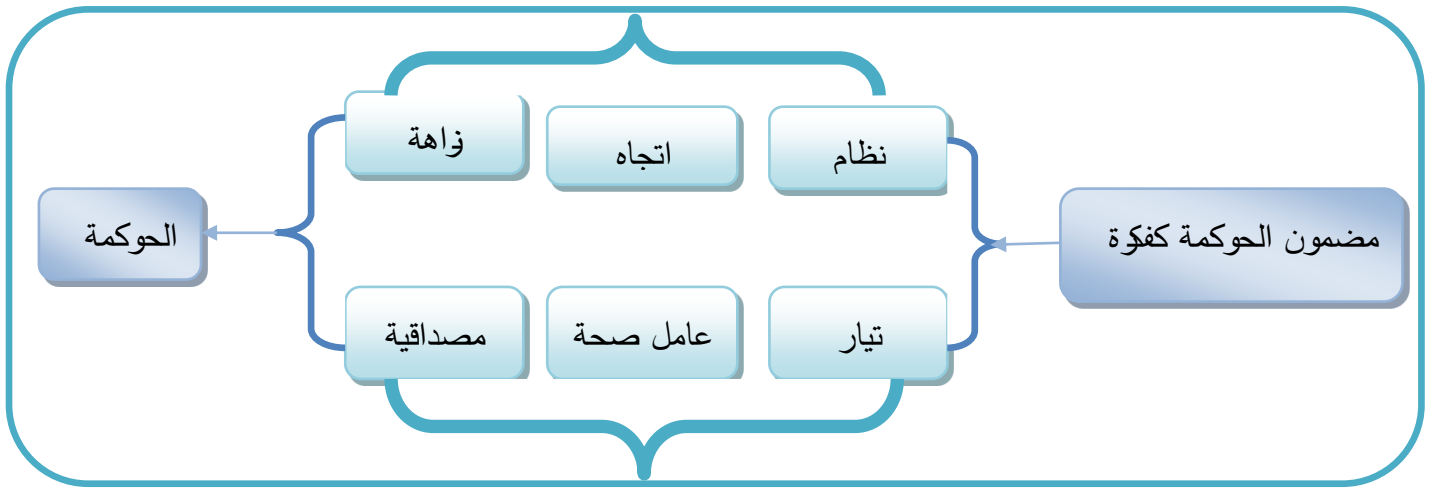 نظام
اتجاه
نزاهة
مضمون الحوكمة كفكرة
الحوكمة
تيار
عامل صحة
مصداقية